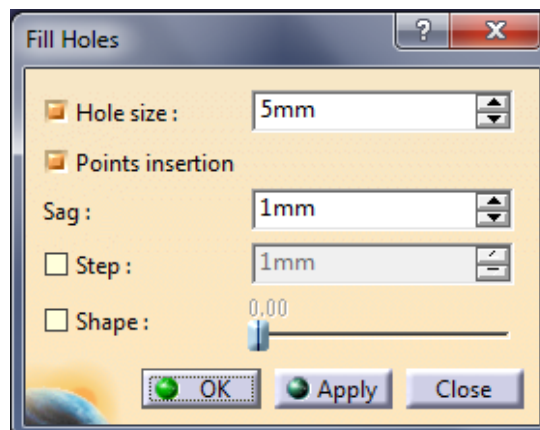 Fill Holes
?
X
Hole size :
5mm
Points insertion
Sag :
1mm
Step :
1mm
Shape :
0,00
OK
Apply
Close